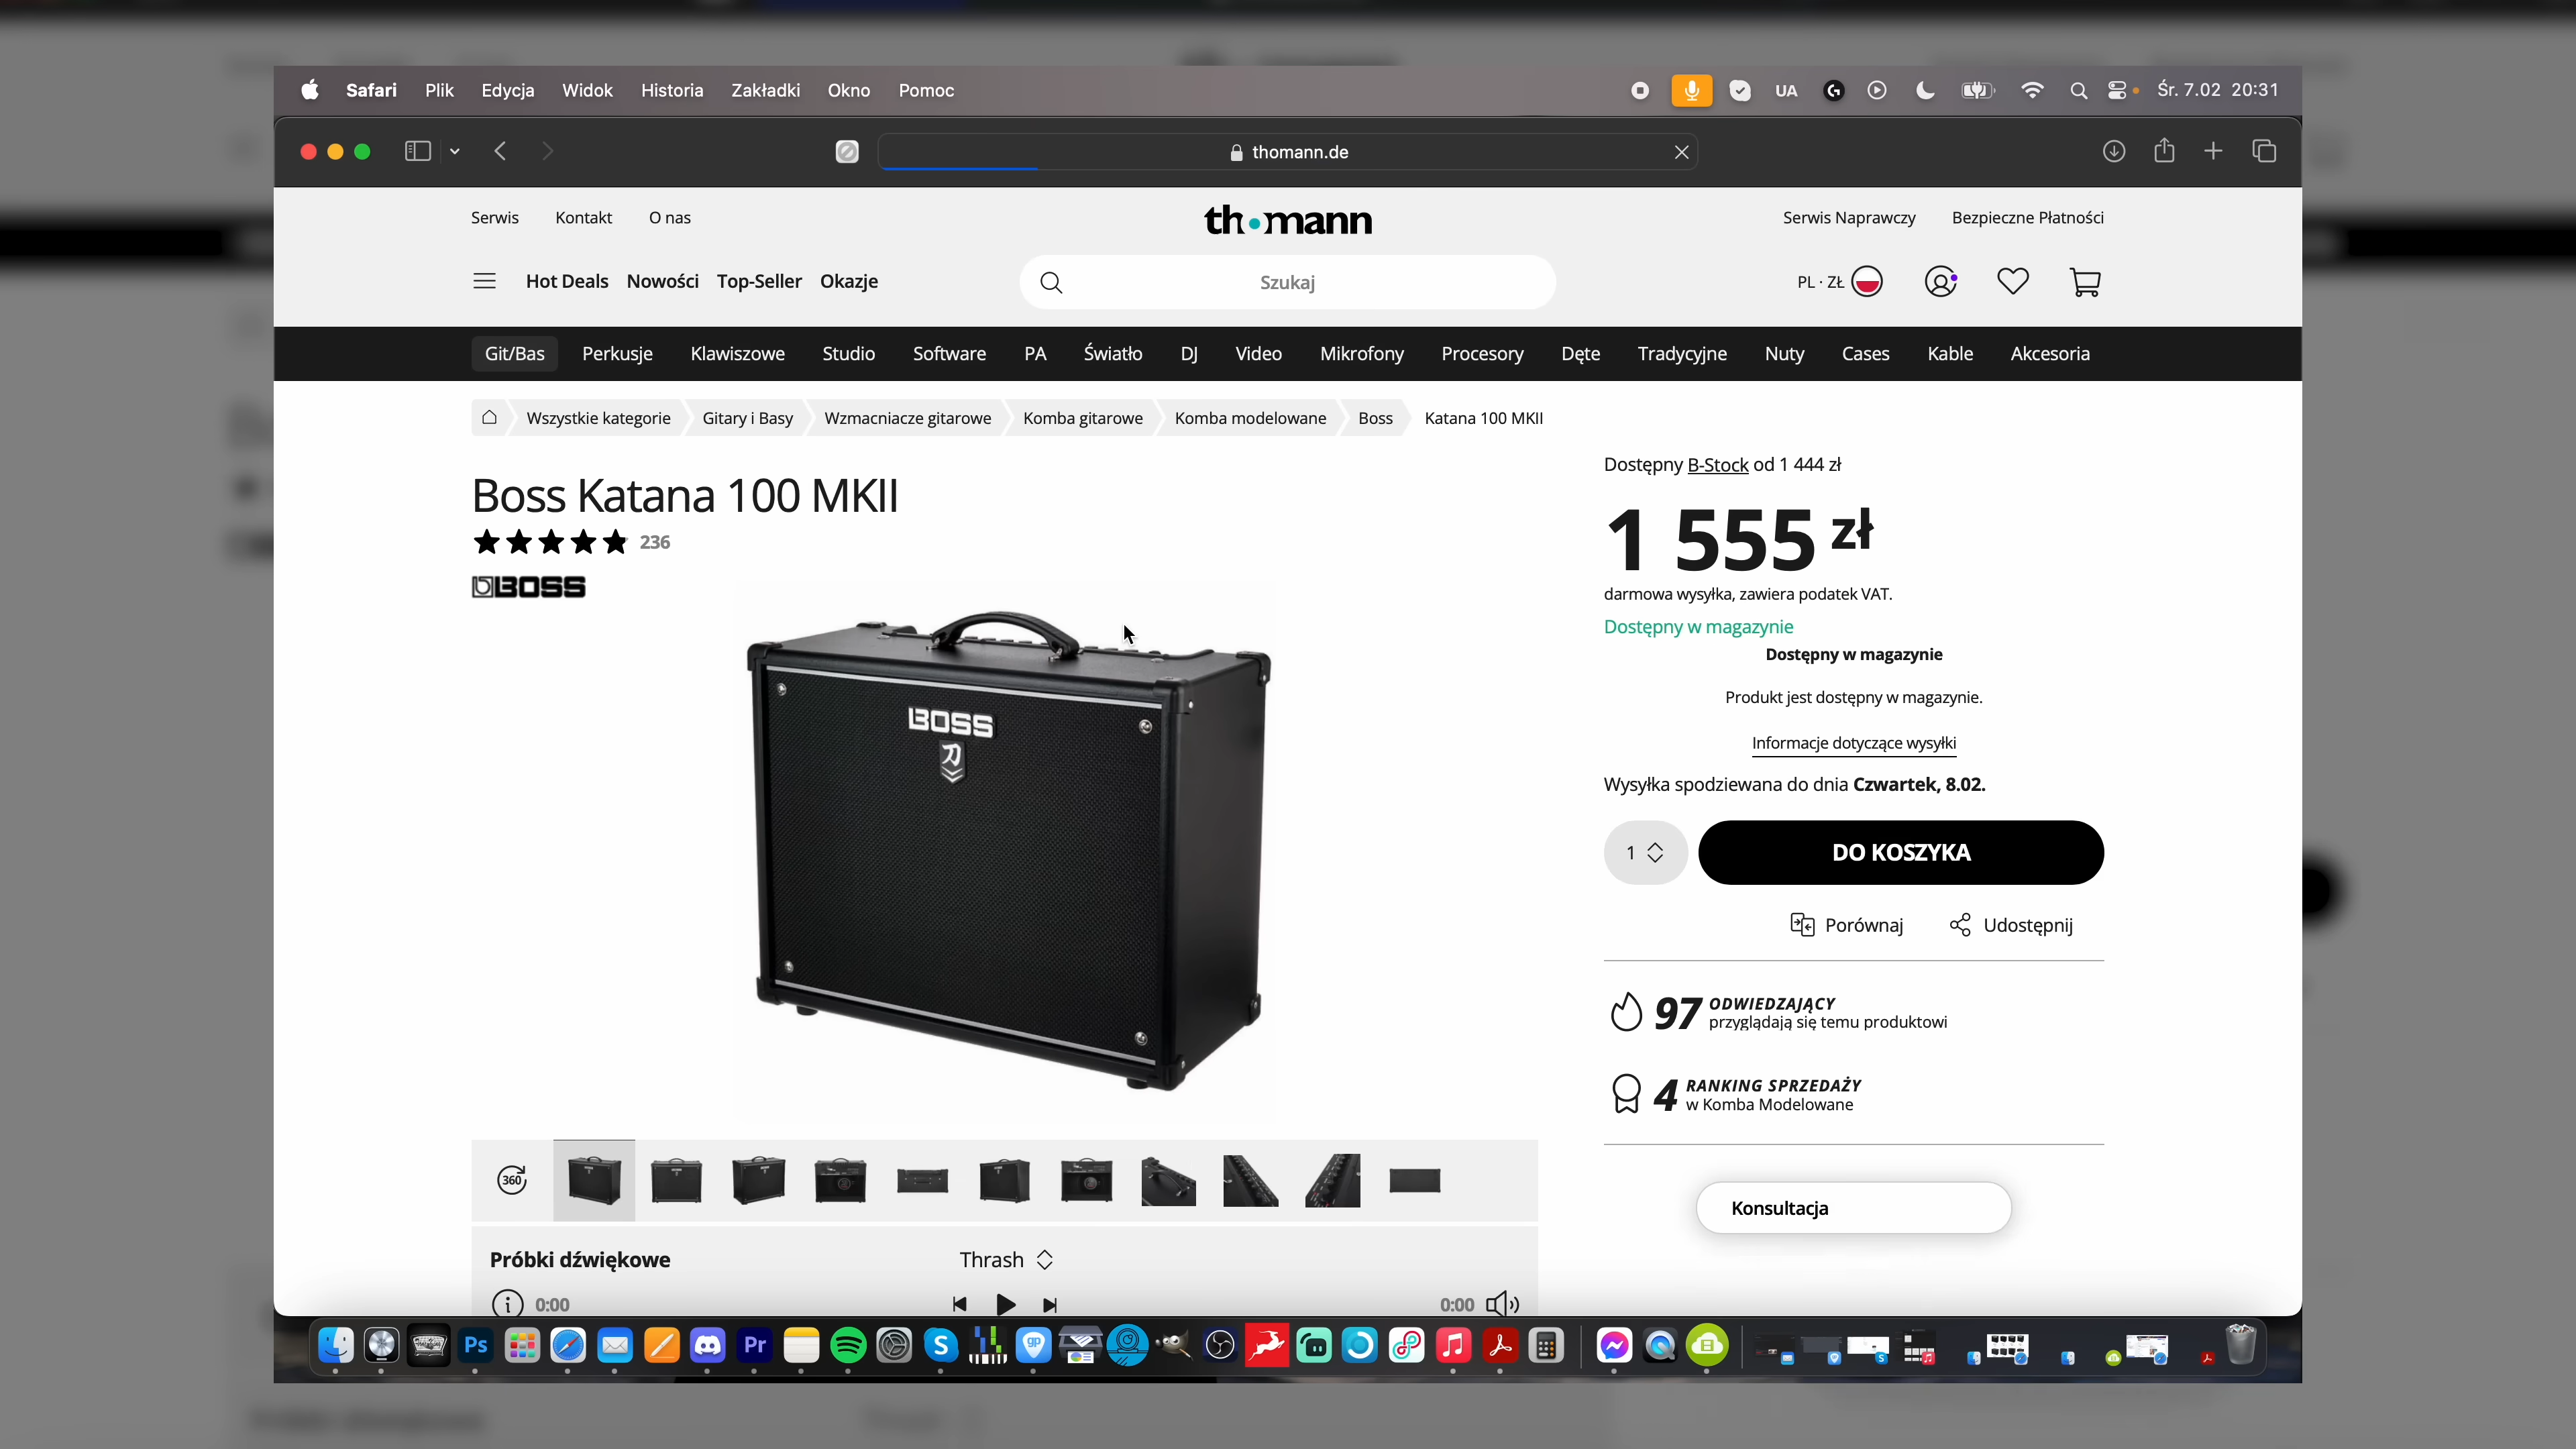 Safari Plik Edycja Widok Historia Zakładki Okno Pomoc UA Śr. 7.02 20:31
thomann.de
Serwis Kontakt O nas thomann Serwis Naprawczy Bezpieczne Płatności
Hot Deals Nowości Top-Seller Okazje Szukaj PL · ZŁ
Git/Bas Perkusje Klawiszowe Studio Software PA Światło DJ Video Mikrofony Procesory Dęte Tradycyjne Nuty Cases Kable Akcesoria
Wszystkie kategorie Gitary i Basy Wzmacniacze gitarowe Komba gitarowe Komba modelowane Boss Katana 100 MKII
Boss Katana 100 MKII
236
BOSS
BOSS
刀
360
Próbki dźwiękowe Thrash
0:00 0:00
Dostępny B-Stock od 1 444 zł
1 555 zł
darmowa wysyłka, zawiera podatek VAT.
Dostępny w magazynie
Dostępny w magazynie
Produkt jest dostępny w magazynie.
Informacje dotyczące wysyłki
Wysyłka spodziewana do dnia Czwartek, 8.02.
1 DO KOSZYKA
Porównaj Udostępnij
97 ODWIEDZAJĄCY
przyglądają się temu produktowi
4 RANKING SPRZEDAŻY
w Komba Modelowane
Konsultacja
Ps Pr S gp